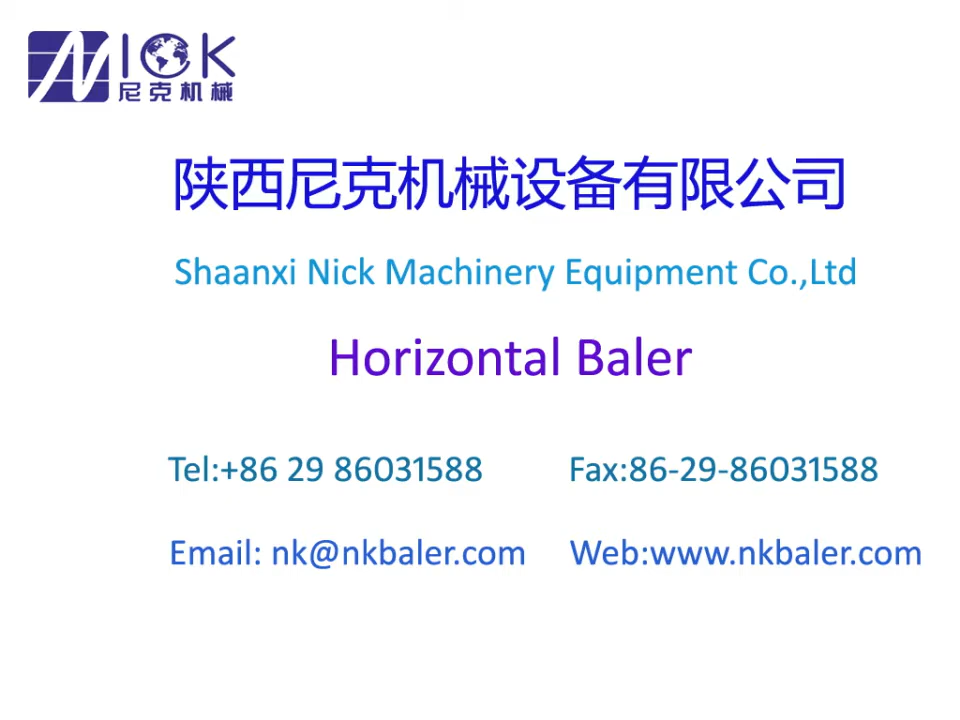 NICK
尼克机械
陕西尼克机械设备有限公司
Shaanxi Nick Machinery Equipment Co.,Ltd
Horizontal Baler
Tel:+86 29 86031588 Fax:86-29-86031588
Email: nk@nkbaler.com Web:www.nkbaler.com